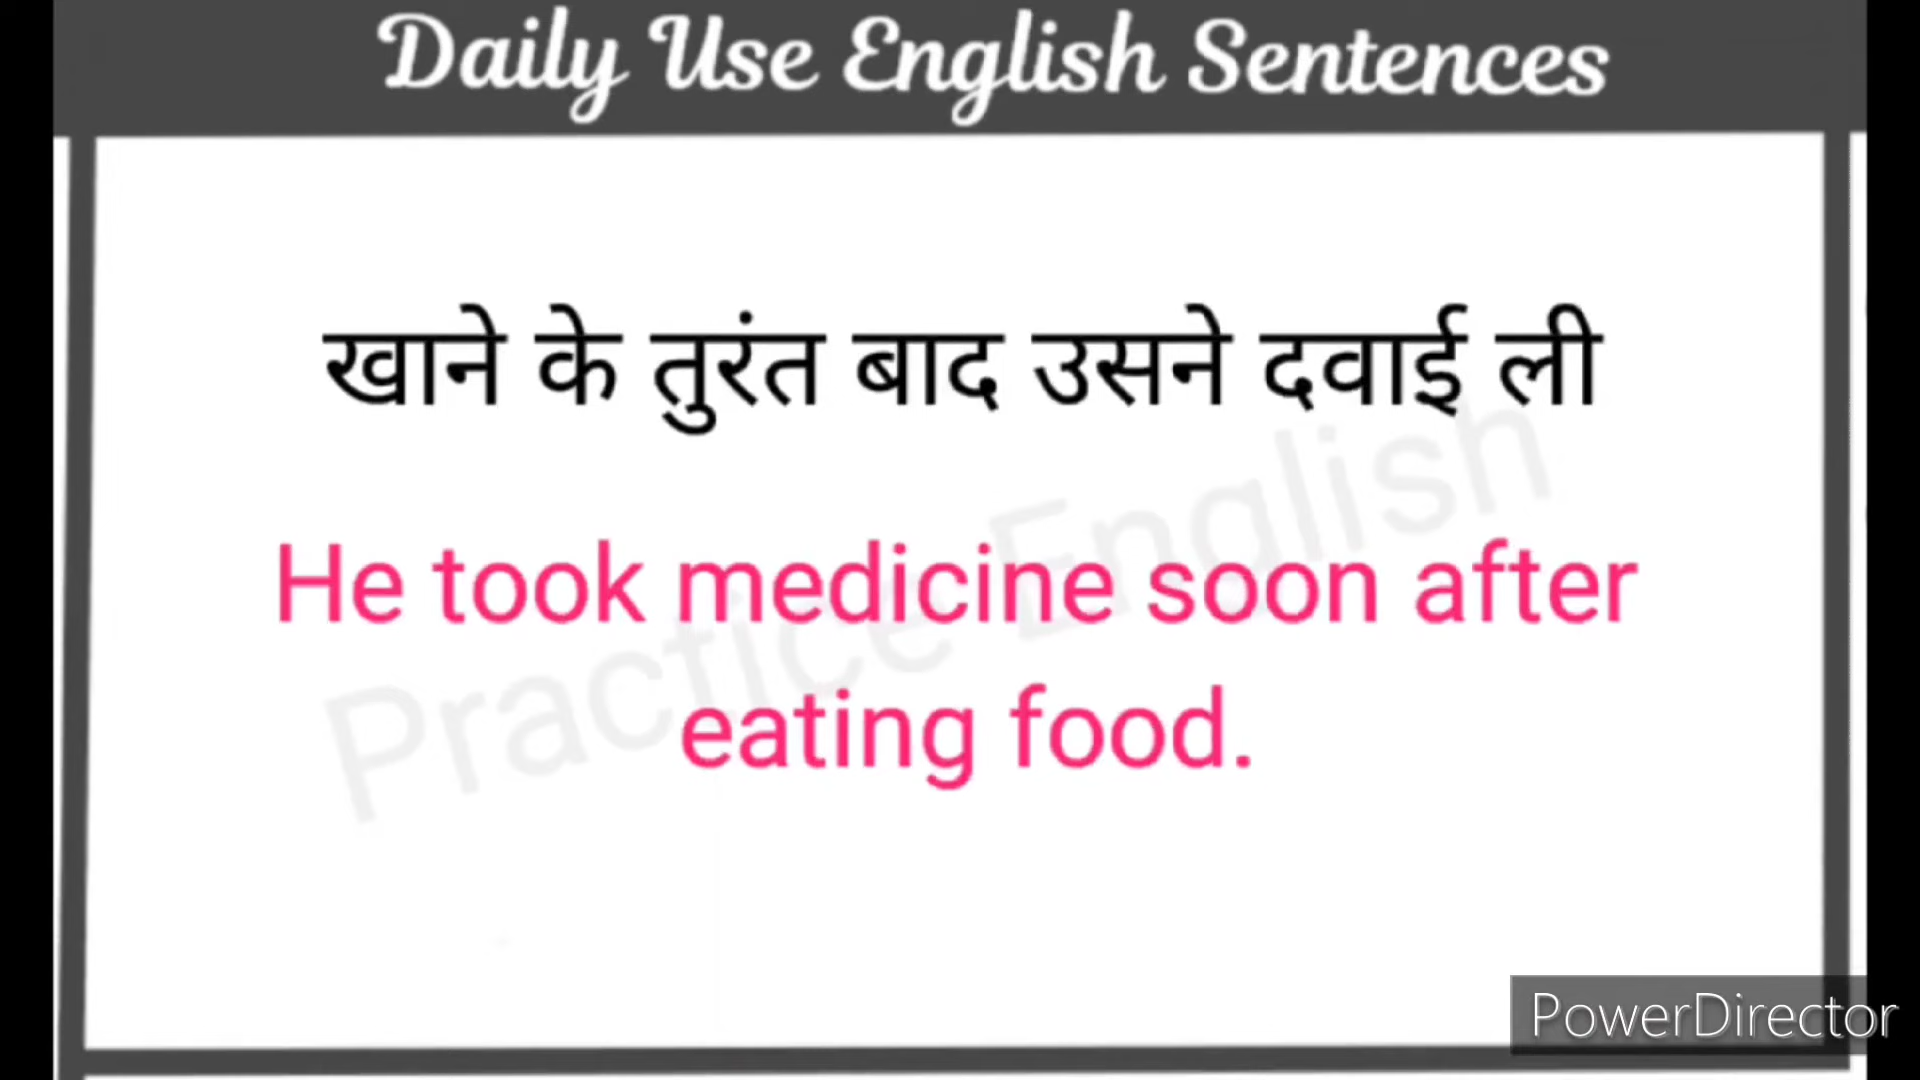 Daily Use English Sentences
खाने के तुरंत बाद उसने दवाई ली
He took medicine soon after
eating food.
Practice English
PowerDirector